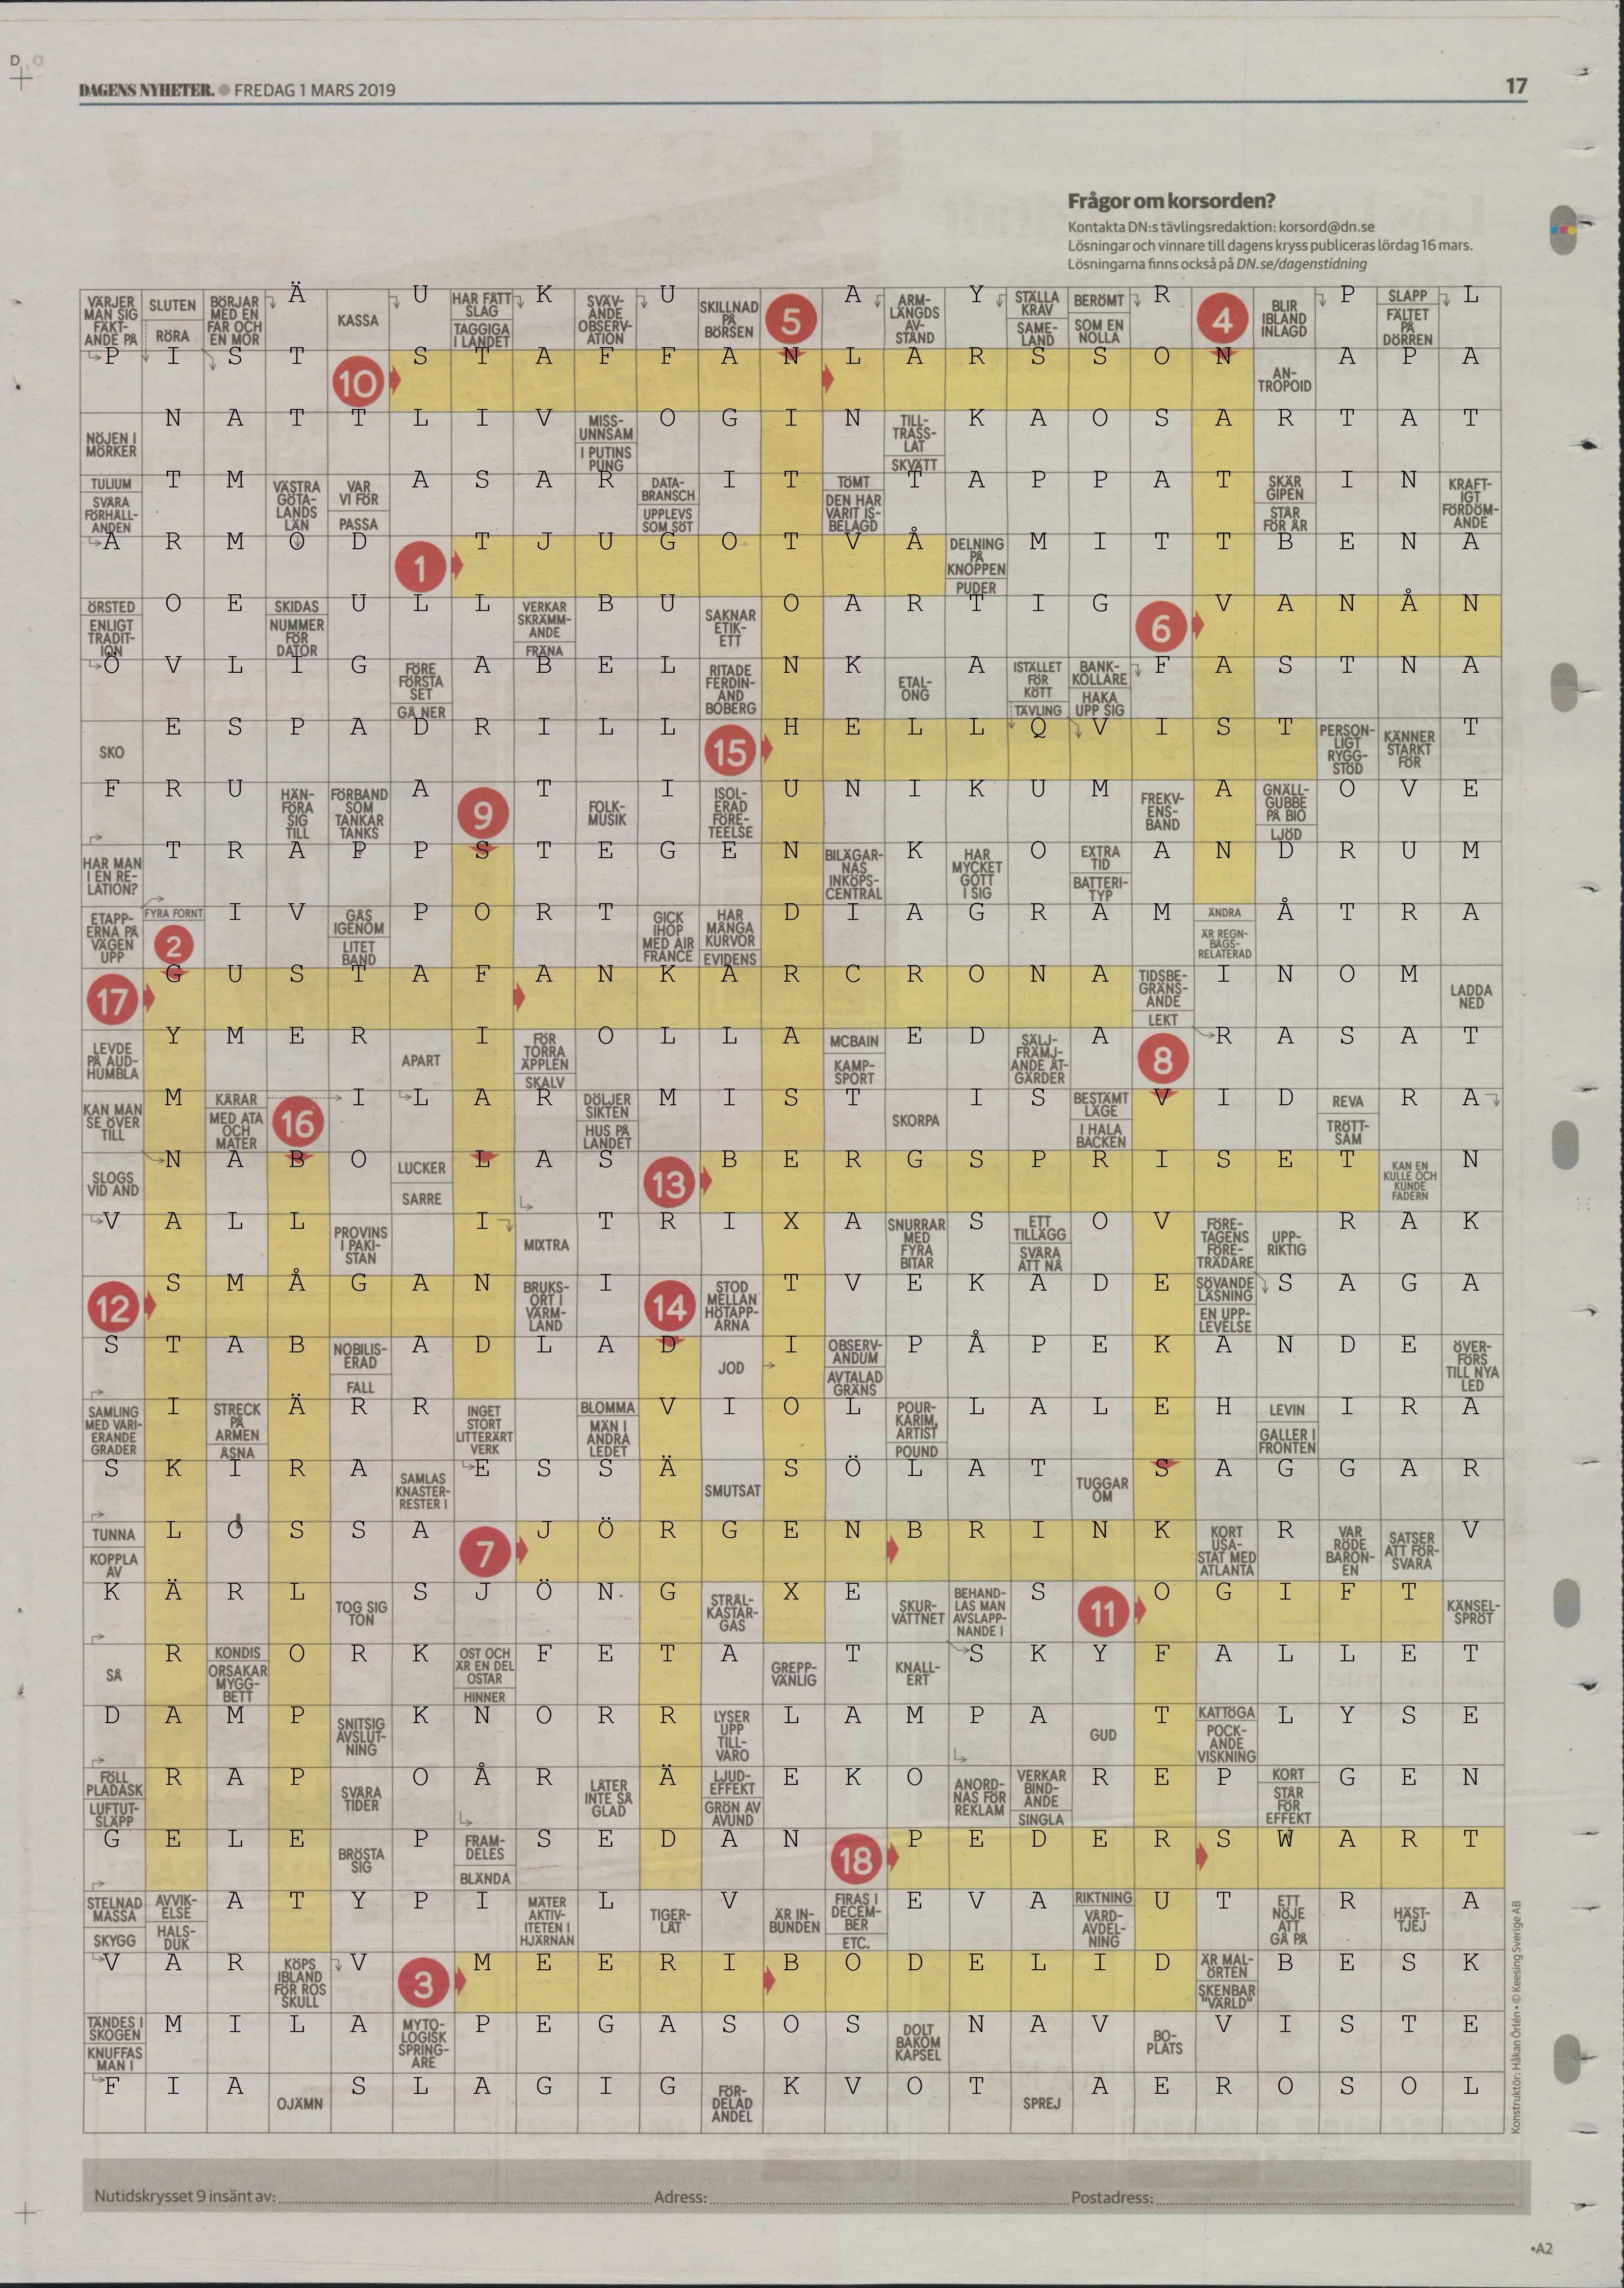 DAGENS NYHETER. ● FREDAG 1 MARS 2019
17
Frågor om korsorden?
Kontakta DN:s tävlingsredaktion: korsord@dn.se
Lösningar och vinnare till dagens kryss publiceras lördag 16 mars.
Lösningarna finns också på DN.se/dagenstidning
VÄRJER MAN SIG FÄKTANDE PÅ SLUTEN RÖRA BÖRJAR MED EN FAR OCH EN MOR Ä KASSA U HAR FÅTT SLAG TAGGIGA I LANDET K SVÄVANDE OBSERVATION U SKILLNAD PÅ BÖRSEN 5 A ARMLÄNGDS AVSTÅND Y STÄLLA KRAV SAMELAND BERÖMT SOM EN NOLLA R 4 BLIR IBLAND INLAGD P SLAPP FÄLTET PÅ DÖRREN L
P I S T 10 S T A F F A N L A R S S O N ANTROPOID A P A
NÖJEN I MÖRKER N A T T L I V MISSUNNSAM I PUTINS PUNG O G I N TILLTRASSLAT SKVÄTT K A O S A R T A T
TULIUM SVÅRA FÖRHÅLLANDEN T M VÄSTRA GÖTALANDS LÄN VAR VI FÖR PASSA A S A R DATABRANSCH UPPLEVS SOM SÖT I T TÖMT DEN HAR VARIT ISBELAGD T A P P A T SKÄR GIPEN STÅR FÖR ÅR I N KRAFTIGT FÖRDÖMANDE
A R M O D 1 T J U G O T V Å DELNING PÅ KNOPPEN PUDER M I T T B E N A
ÖRSTED ENLIGT TRADITION O E SKIDAS NUMMER FÖR DATOR U L L VERKAR SKRÄMMANDE FRÅNA B U SAKNAR ETIKETT O A R T I G 6 V A N Å N
Ö V L I G FÖRE FÖRSTA SET GÅ NER A B E L RITADE FERDINAND BOBERG N K ETALONG A ISTÄLLET FÖR KÖTT TÄVLING BANKKOLLARE HAKA UPP SIG F A S T N A
SKO E S P A D R I L L 15 H E L L Q V I S T PERSONLIGT RYGGSTÖD KÄNNER STARKT FÖR T
F R U HÄNFÖRA SIG TILL FÖRBAND SOM TANKAR TANKS A 9 T FOLKMUSIK I ISOLERAD FÖRETEELSE U N I K U M FREKVENSBAND A GNÄLLGUBBE PÅ BIO LJÖD O V E
HAR MAN I EN RELATION? T R A P P S T E G E N BILÄGARNAS INKÖPSCENTRAL K HAR MYCKET GOTT I SIG O EXTRA TID BATTERITYP A N D R U M
ETAPPERNA PÅ VÄGEN UPP FYRA FORNT 2 I V GÅS IGENOM LITET BAND P O R T GICK IHOP MED AIR FRANCE HAR MÅNGA KURVOR EVIDENS D I A G R A M ÄNDRA ÄR REGNBÅGSRELATERAD Å T R A
17 G U S T A F A N K A R C R O N A TIDSBEGRÄNSANDE LEKT I N O M LADDA NED
LEVDE PÅ AUDHUMBLA Y M E R APART I FÖR TORRA ÄPPLEN SKALV O L L A MCBAIN KAMPSPORT E D SÄLJFRÄMJANDE ÅTGÄRDER A 8 R A S A T
KAN MAN SE ÖVER TILL M KARAR MED ATA OCH MATER 16 I L A R DÖLJER SIKTEN HUS PÅ LANDET M I S T SKORPA I S BESTÄMT LÄGE I HALA BACKEN V I D REVA TRÖTTSAM R A
SLOGS VID AND N A B O LUCKER SARRE L A S 13 B E R G S P R I S E T KAN EN KULLE OCH KUNDE FADERN N
V A L L PROVINS I PAKISTAN I MIXTRA T R I X A SNURRAR MED FYRA BITAR S ETT TILLÄGG SVÅRA ATT NÅ O V FÖRETAGENS FÖRETRÄDARE UPPRIKTIG R A K
12 S M Å G A N BRUKSORT I VÄRMLAND I 14 STOD MELLAN HÖTAPPARNA T V E K A D E SÖVANDE LÄSNING EN UPPLEVELSE S A G A
S T A B NOBILISERAD FALL A D L A D JOD I OBSERVANDUM AVTALAD GRÄNS P Å P E K A N D E ÖVERFÖRS TILL NYA LED
SAMLING MED VARIERANDE GRADER I STRECK PÅ ARMEN ÅSNA Ä R R INGET STORT LITTERÄRT VERK BLOMMA MAN I ANDRA LEDET V I O L POURKARIM, ARTIST POUND L A L E H LEVIN GALLER I FRONTEN I R A
S K I R A SAMLAS KNASTERRESTER I E S S Ä SMUTSAT S Ö L A T TUGGAR OM S A G G A R
TUNNA KOPPLA AV L O S S A 7 J Ö R G E N B R I N K KORT USA-STAT MED ATLANTA R VAR RÖDE BARONEN SATSER ATT FÖRSVARA V
K Ä R L TOG SIG TON S J Ö N G STRÅLKASTARGAS X E SKURVATTNET BEHANDLAS MAN AVSLAPPNANDE I S 11 O G I F T KÄNSELSPRÖT
SÅ R KONDIS ORSAKAR MYGGBETT O R K OST OCH ÄR EN DEL OSTAR HINNER F E T A GREPPVÄNLIG T KNALLERT S K Y F A L L E T
D A M P SNITSIG AVSLUTNING K N O R R LYSER UPP TILLVARO L A M P A GUD T KATTÖGA POCKANDE VISKNING L Y S E
FÖLL PLADASK LUFTUTSLÄPP R A P SVÅRA TIDER O Å R LÅTER INTE SÅ GLAD Ä LJUDEFFEKT GRÖN AV AVUND E K O ANORDNAS FÖR REKLAM VERKAR BINDANDE SINGLA R E P KORT STÅR FÖR EFFEKT G E N
G E L E BRÖSTA SIG P FRAMDELES BLÄNDA S E D A N 18 P E D E R S W A R T
STELNAD MASSA SKYGG AVVIKELSE HALSDUK A T Y P I MÄTER AKTIVITETEN I HJÄRNAN L TIGERLÅT V ÄR INBUNDEN FIRAS I DECEMBER ETC. E V A RIKTNING VÅRDAVDELNING U T ETT NÖJE ATT GÅ PÅ R HÄSTTJEJ A
V A R KÖPS IBLAND FÖR ROS SKULL V 3 M E E R I B O D E L I D ÄR MALÖRTEN SKENBAR "VÄRLD" B E S K
TÄNDES I SKOGEN KNUFFAS MAN I M I L A MYTOLOGISK SPRINGARE P E G A S O S DOLT BAKOM KAPSEL N A V BOPLATS V I S T E
F I A OJÄMN S L A G I G FÖRDELAD ANDEL K V O T SPREJ A E R O S O L
Konstruktör: Håkan Örlén • © Keesing Sverige AB
Nutidskrysset 9 insänt av: Adress: Postadress:
•A2